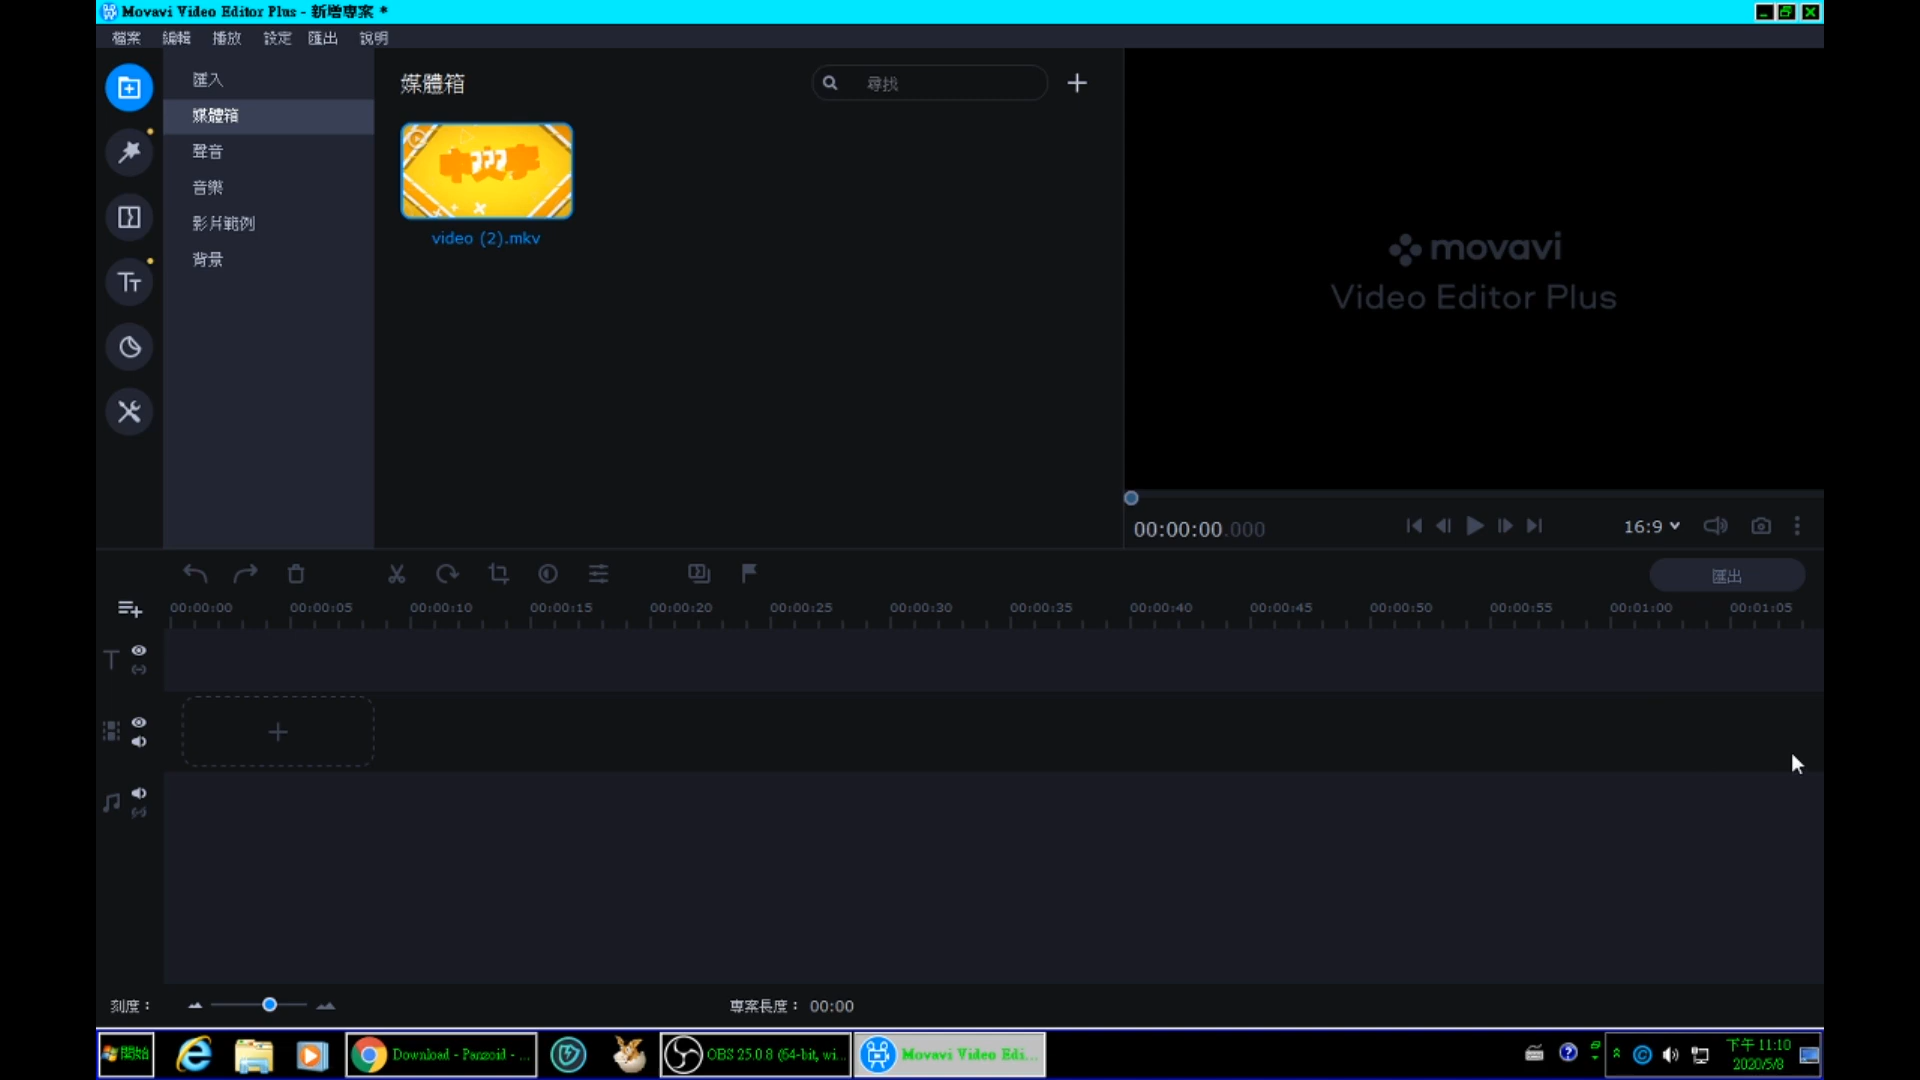 Movavi Video Editor Plus - 新增專案 *
檔案 編輯 播放 設定 匯出 說明
匯入
媒體箱
聲音
音樂
影片範例
背景
媒體箱
尋找
中文字
video (2).mkv
movavi
Video Editor Plus
00:00:00.000
16:9
匯出
00:00:00 00:00:05 00:00:10 00:00:15 00:00:20 00:00:25 00:00:30 00:00:35 00:00:40 00:00:45 00:00:50 00:00:55 00:01:00 00:01:05
刻度：
專案長度： 00:00
開始
Download - Panzoid - ...
OBS 25.0.8 (64-bit, wi...
Movavi Video Edi...
下午 11:10
2020/5/8